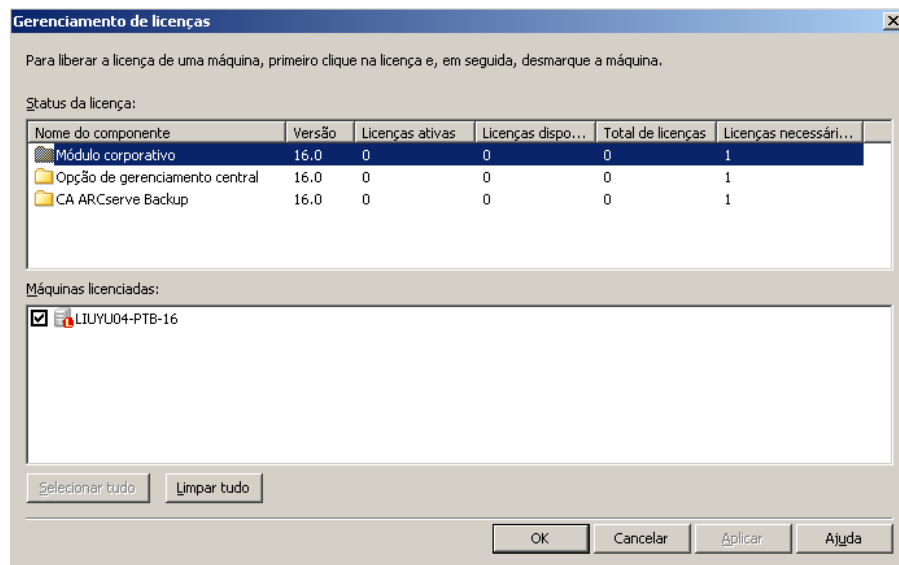 Gerenciamento de licenças
Para liberar a licença de uma máquina, primeiro clique na licença e, em seguida, desmarque a máquina.
Status da licença:
Nome do componente Versão Licenças ativas Licenças dispo... Total de licenças Licenças necessári...
Módulo corporativo 16.0 0 0 0 1
Opção de gerenciamento central 16.0 0 0 0 1
CA ARCserve Backup 16.0 0 0 0 1
Máquinas licenciadas:
LIUYU04-PTB-16
Selecionar tudo Limpar tudo
OK Cancelar Aplicar Ajuda